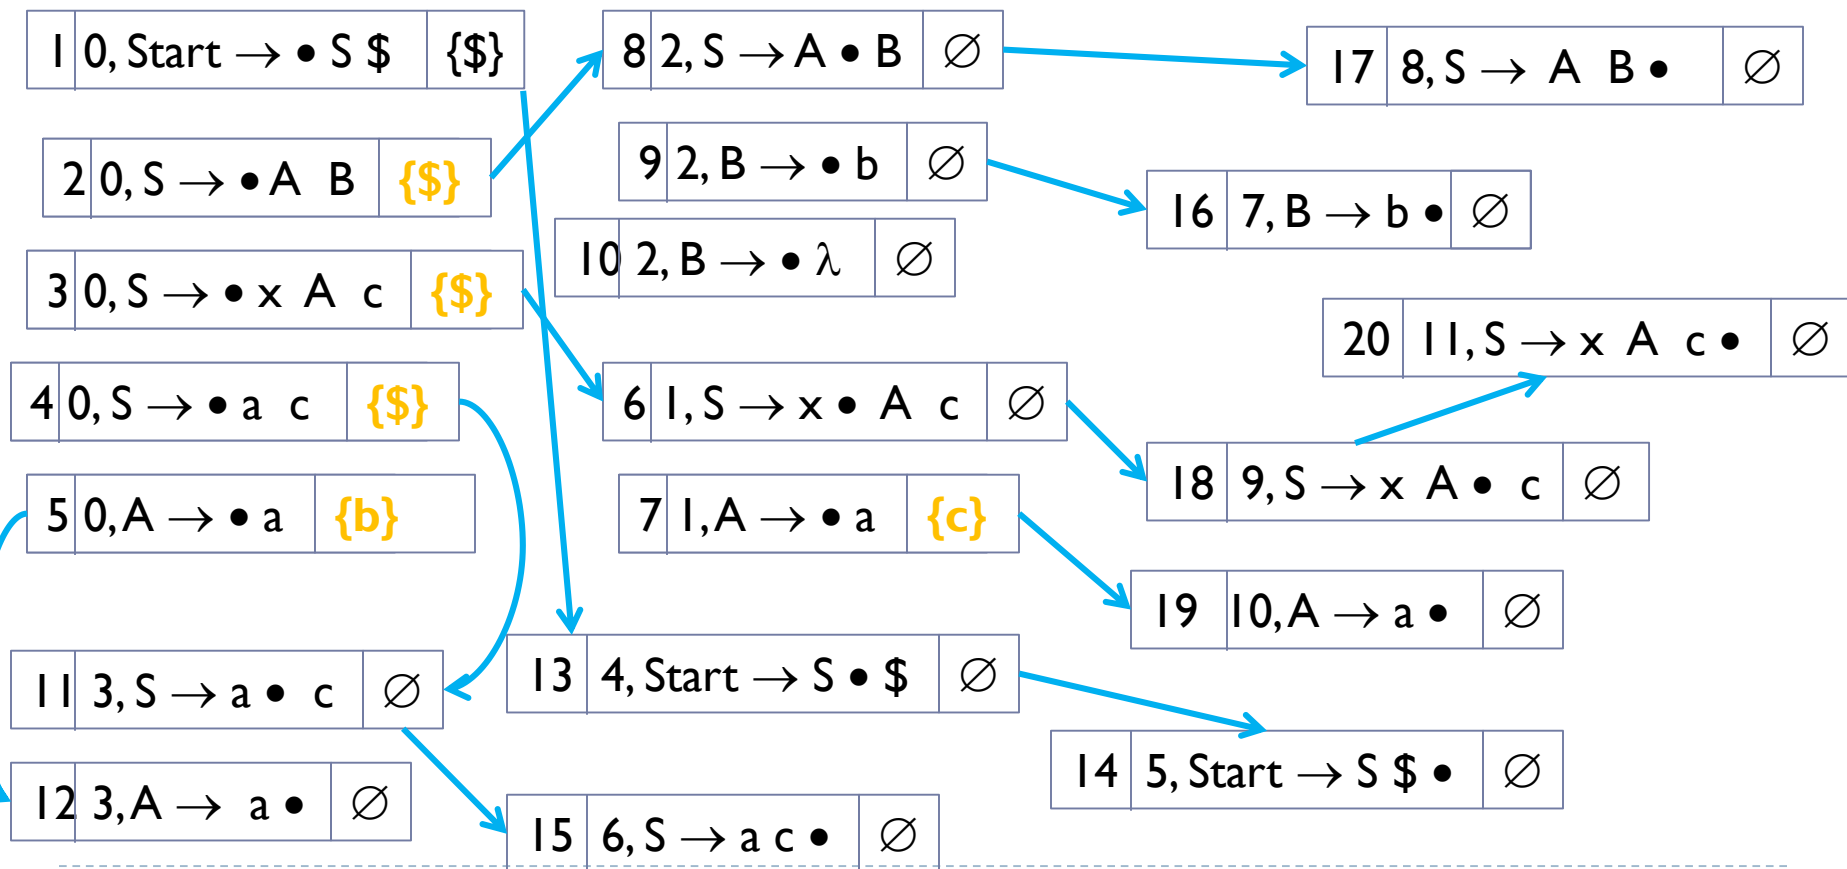 1 0, Start → • S $ {$}
2 0, S → • A B {$}
3 0, S → • x A c {$}
4 0, S → • a c {$}
5 0, A → • a {b}
11 3, S → a • c ∅
12 3, A → a • ∅
8 2, S → A • B ∅
9 2, B → • b ∅
10 2, B → • λ ∅
6 1, S → x • A c ∅
7 1, A → • a {c}
13 4, Start → S • $ ∅
15 6, S → a c • ∅
17 8, S → A B • ∅
16 7, B → b • ∅
20 11, S → x A c • ∅
18 9, S → x A • c ∅
19 10, A → a • ∅
14 5, Start → S $ • ∅